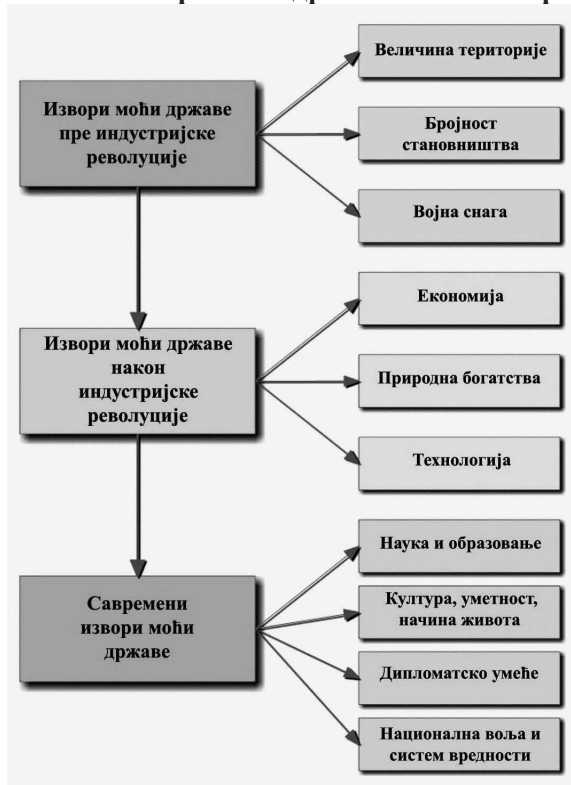 Извори моћи државе
пре индустријске
револуције
Величина територије
Бројност
становништва
Војна снага
Извори моћи државе
након
индустријске
револуције
Економија
Природна богатства
Технологија
Савремени
извори моћи
државе
Наука и образовање
Култура, уметност,
начина живота
Дипломатско умеће
Национална воља и
систем вредности